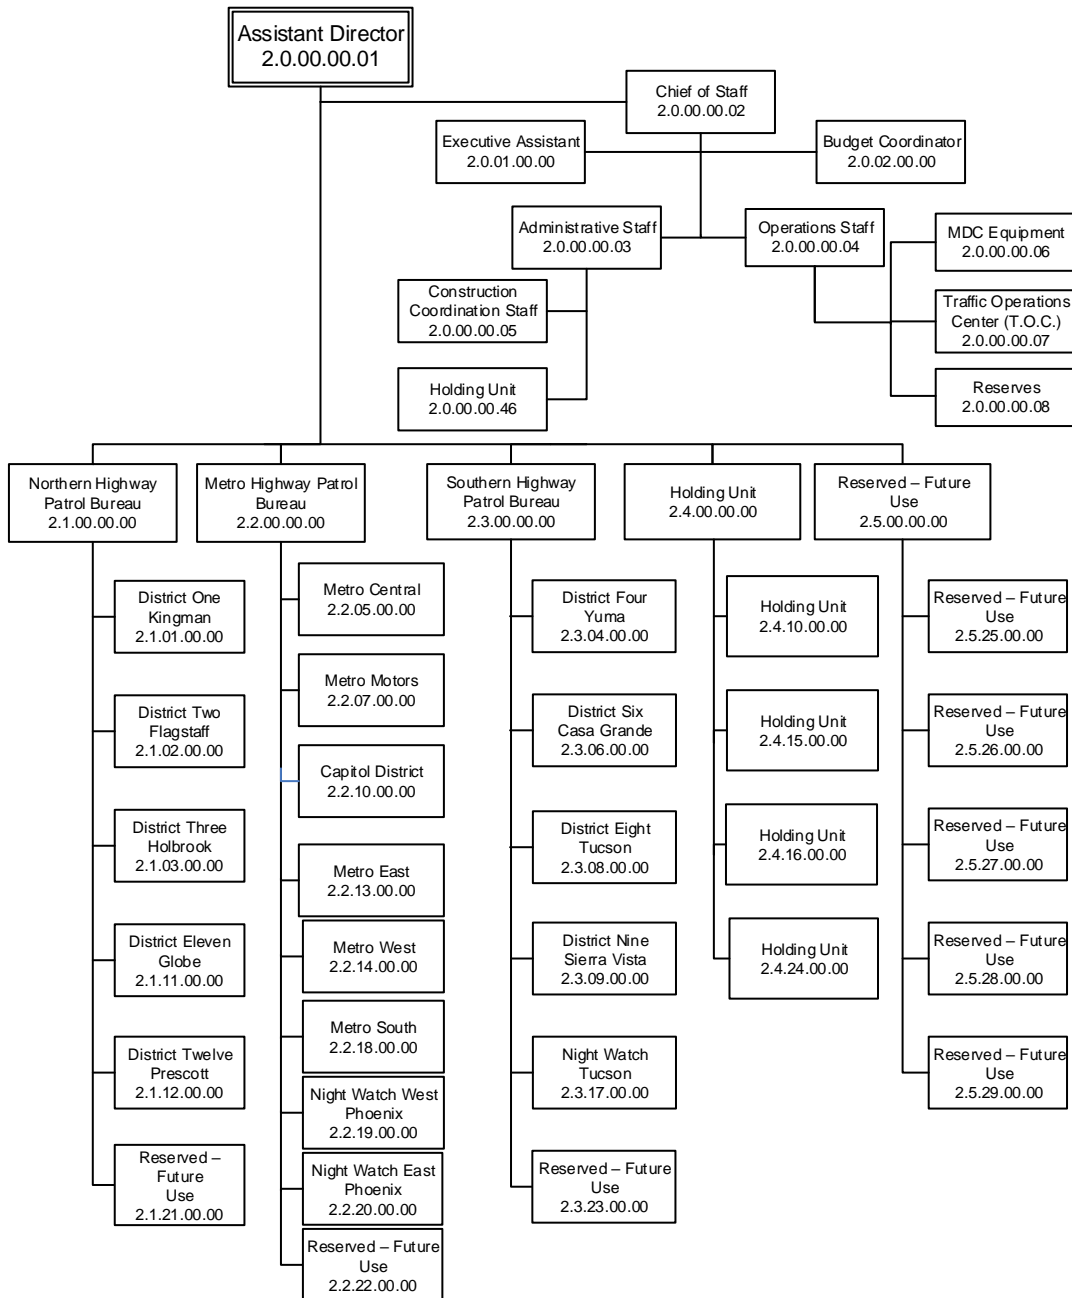 Assistant Director
2.0.00.00.01
Chief of Staff
2.0.00.00.02
Executive Assistant
2.0.01.00.00
Budget Coordinator
2.0.02.00.00
Administrative Staff
2.0.00.00.03
Operations Staff
2.0.00.00.04
MDC Equipment
2.0.00.00.06
Construction
Coordination Staff
2.0.00.00.05
Traffic Operations
Center (T.O.C.)
2.0.00.00.07
Holding Unit
2.0.00.00.46
Reserves
2.0.00.00.08
Northern Highway
Patrol Bureau
2.1.00.00.00
Metro Highway Patrol
Bureau
2.2.00.00.00
Southern Highway
Patrol Bureau
2.3.00.00.00
Holding Unit
2.4.00.00.00
Reserved – Future
Use
2.5.00.00.00
District One
Kingman
2.1.01.00.00
District Two
Flagstaff
2.1.02.00.00
District Three
Holbrook
2.1.03.00.00
District Eleven
Globe
2.1.11.00.00
District Twelve
Prescott
2.1.12.00.00
Reserved –
Future
Use
2.1.21.00.00
Metro Central
2.2.05.00.00
Metro Motors
2.2.07.00.00
Capitol District
2.2.10.00.00
Metro East
2.2.13.00.00
Metro West
2.2.14.00.00
Metro South
2.2.18.00.00
Night Watch West
Phoenix
2.2.19.00.00
Night Watch East
Phoenix
2.2.20.00.00
Reserved – Future
Use
2.2.22.00.00
District Four
Yuma
2.3.04.00.00
District Six
Casa Grande
2.3.06.00.00
District Eight
Tucson
2.3.08.00.00
District Nine
Sierra Vista
2.3.09.00.00
Night Watch
Tucson
2.3.17.00.00
Reserved – Future
Use
2.3.23.00.00
Holding Unit
2.4.10.00.00
Holding Unit
2.4.15.00.00
Holding Unit
2.4.16.00.00
Holding Unit
2.4.24.00.00
Reserved – Future
Use
2.5.25.00.00
Reserved – Future
Use
2.5.26.00.00
Reserved – Future
Use
2.5.27.00.00
Reserved – Future
Use
2.5.28.00.00
Reserved – Future
Use
2.5.29.00.00